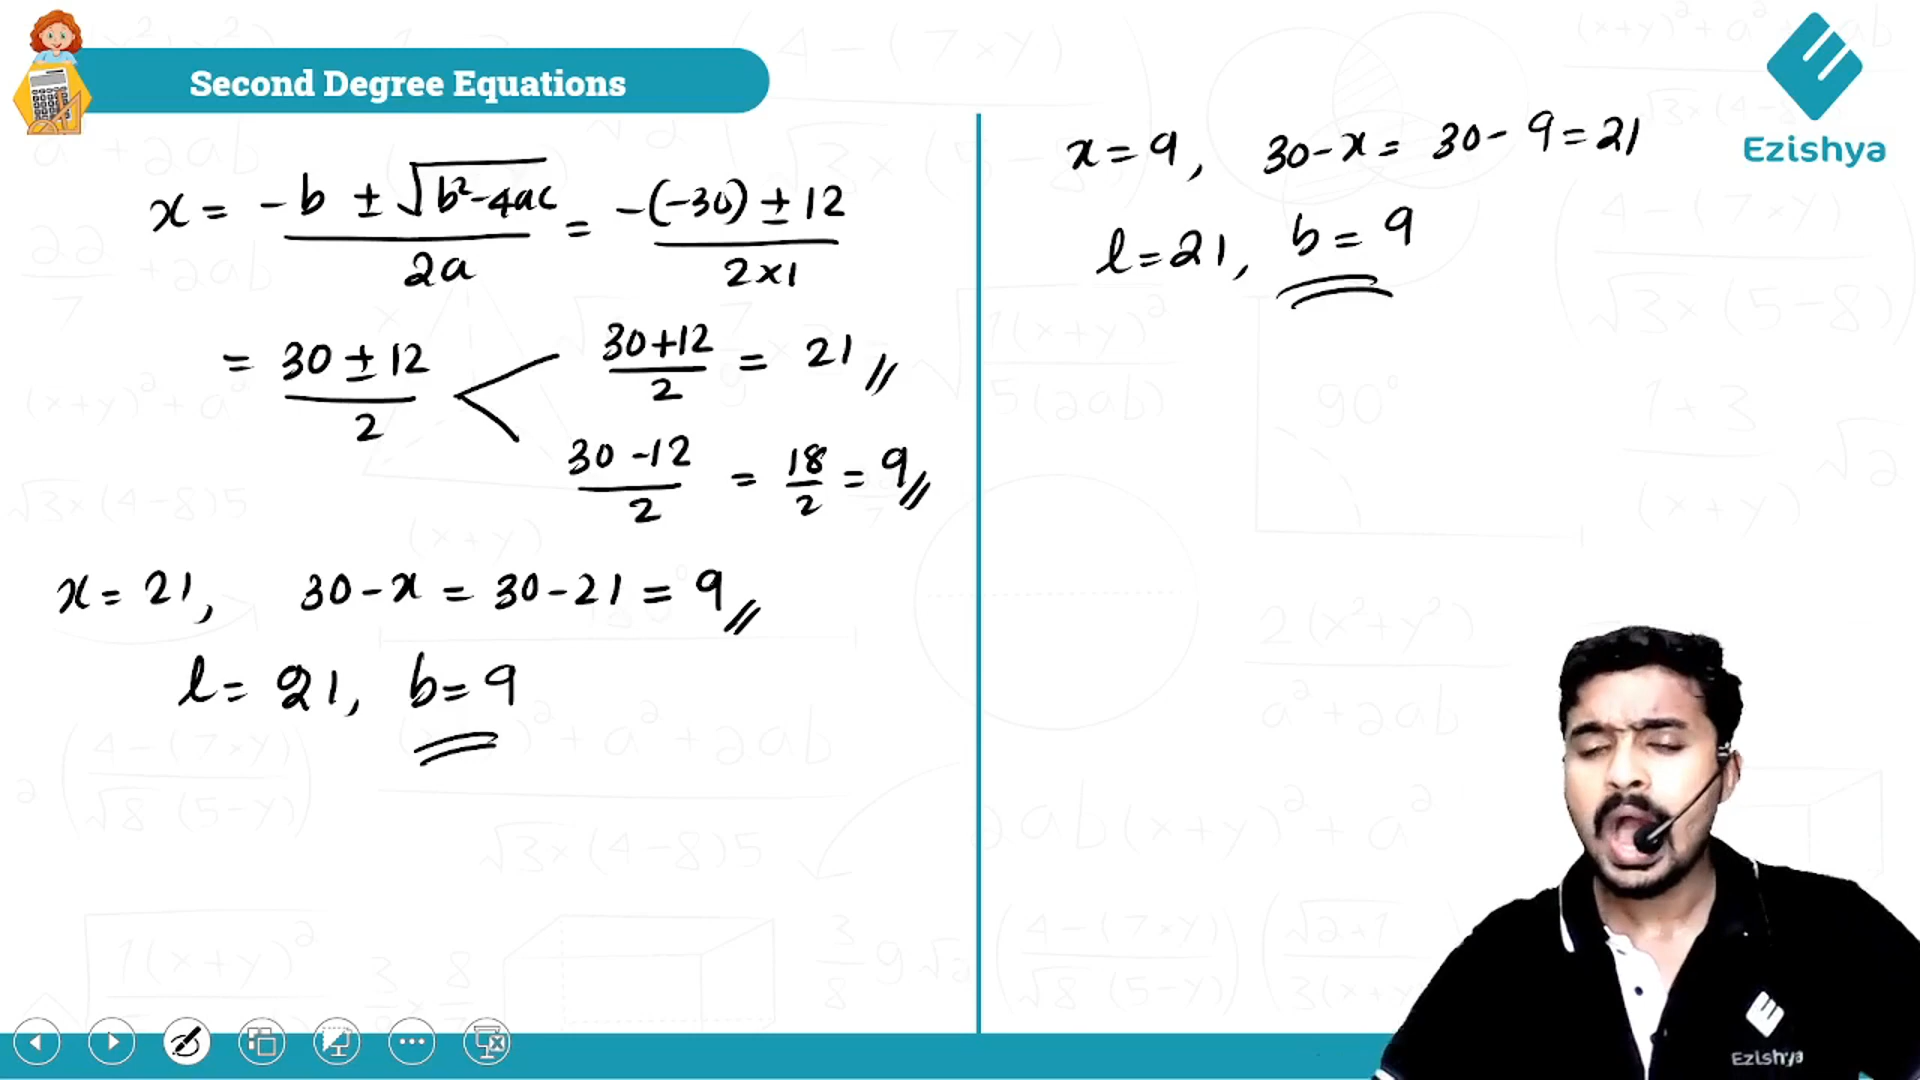 Second Degree Equations
Ezishya
x = -b ± √b²-4ac / 2a = -(-30) ± 12 / 2×1
= 30 ± 12 / 2
30+12 / 2 = 21
30-12 / 2 = 18/2 = 9
x = 21, 30-x = 30-21 = 9
l = 21, b = 9
x = 9, 30-x = 30-9 = 21
l = 21, b = 9
Ezishya